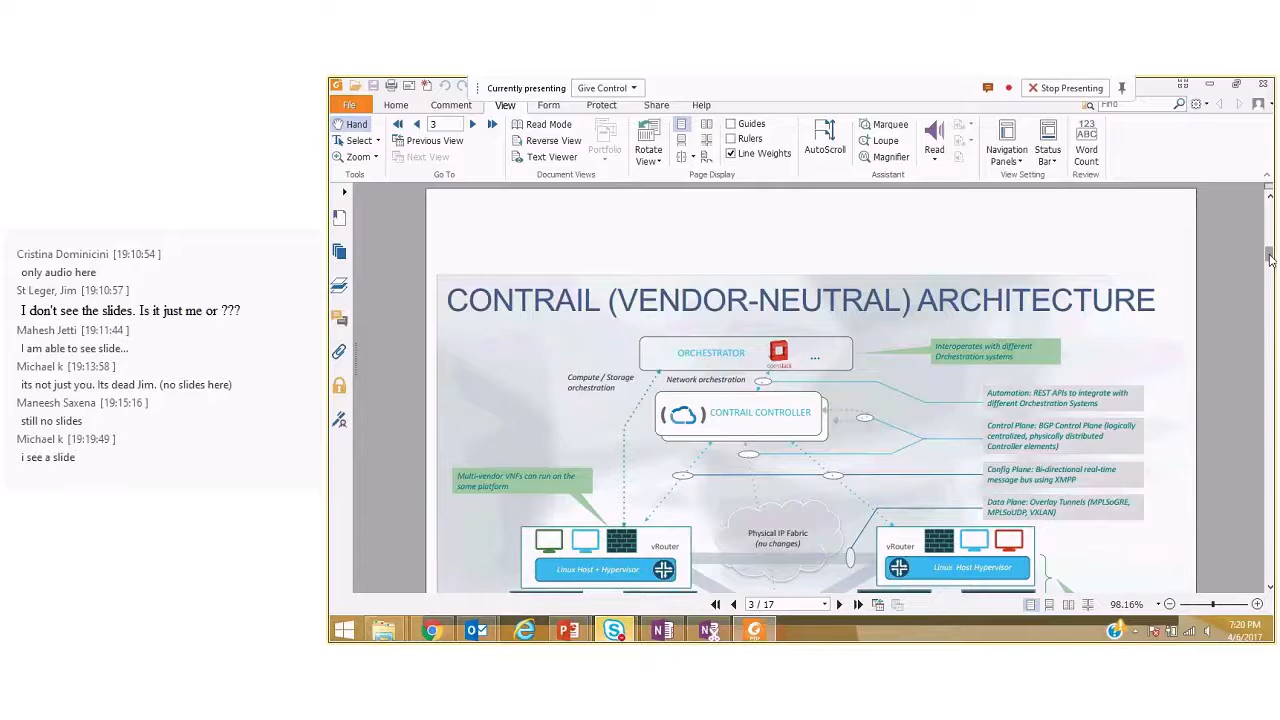 Cristina Dominicini [19:10:54]
only audio here
St Leger, Jim [19:10:57]
I don't see the slides. Is it just me or ???
Mahesh Jetti [19:11:44]
I am able to see slide...
Michael k [19:13:58]
its not just you. Its dead Jim. (no slides here)
Maneesh Saxena [19:15:16]
still no slides
Michael k [19:19:49]
i see a slide
Currently presenting
Give Control
Stop Presenting
File
Home
Comment
View
Form
Protect
Share
Help
Find
Hand
3
Select
Previous View
Zoom
Next View
Tools
Go To
Read Mode
Reverse View
Text Viewer
Portfolio
Document Views
Rotate
View
Guides
Rulers
Line Weights
Page Display
AutoScroll
Marquee
Loupe
Magnifier
Read
Assistant
Navigation
Panels
Status
Bar
View Setting
123
ABC
Word
Count
Review
CONTRAIL (VENDOR-NEUTRAL) ARCHITECTURE
ORCHESTRATOR
openstack
...
Interoperates with different
Orchestration systems
Compute / Storage
orchestration
Network orchestration
CONTRAIL CONTROLLER
Automation: REST APIs to integrate with
different Orchestration Systems
Control Plane: BGP Control Plane (logically
centralized, physically distributed
Controller elements)
Config Plane: Bi-directional real-time
message bus using XMPP
Data Plane: Overlay Tunnels (MPLSoGRE,
MPLSoUDP, VXLAN)
Multi-vendor VNFs can run on the
same platform
Physical IP Fabric
(no changes)
vRouter
Linux Host + Hypervisor
vRouter
Linux Host Hypervisor
3 / 17
98.16%
7:20 PM
4/6/2017